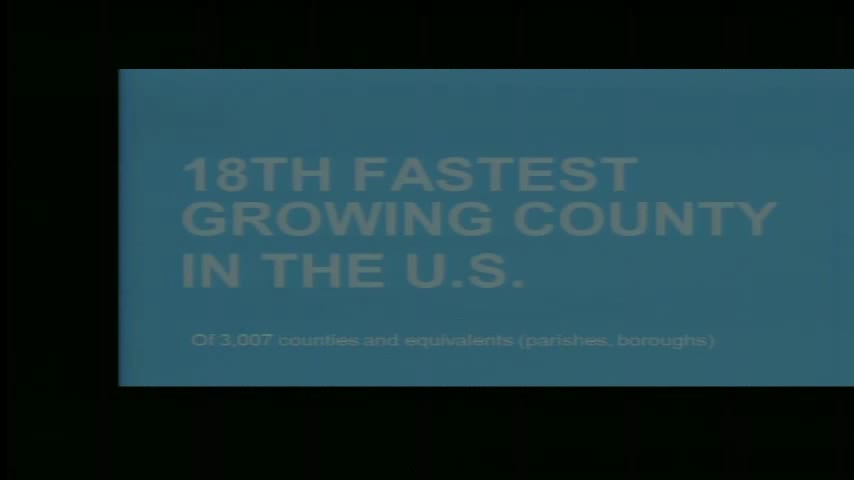 18TH FASTEST
GROWING COUNTY
IN THE U.S.
Of 3,007 counties and equivalents (parishes, boroughs)